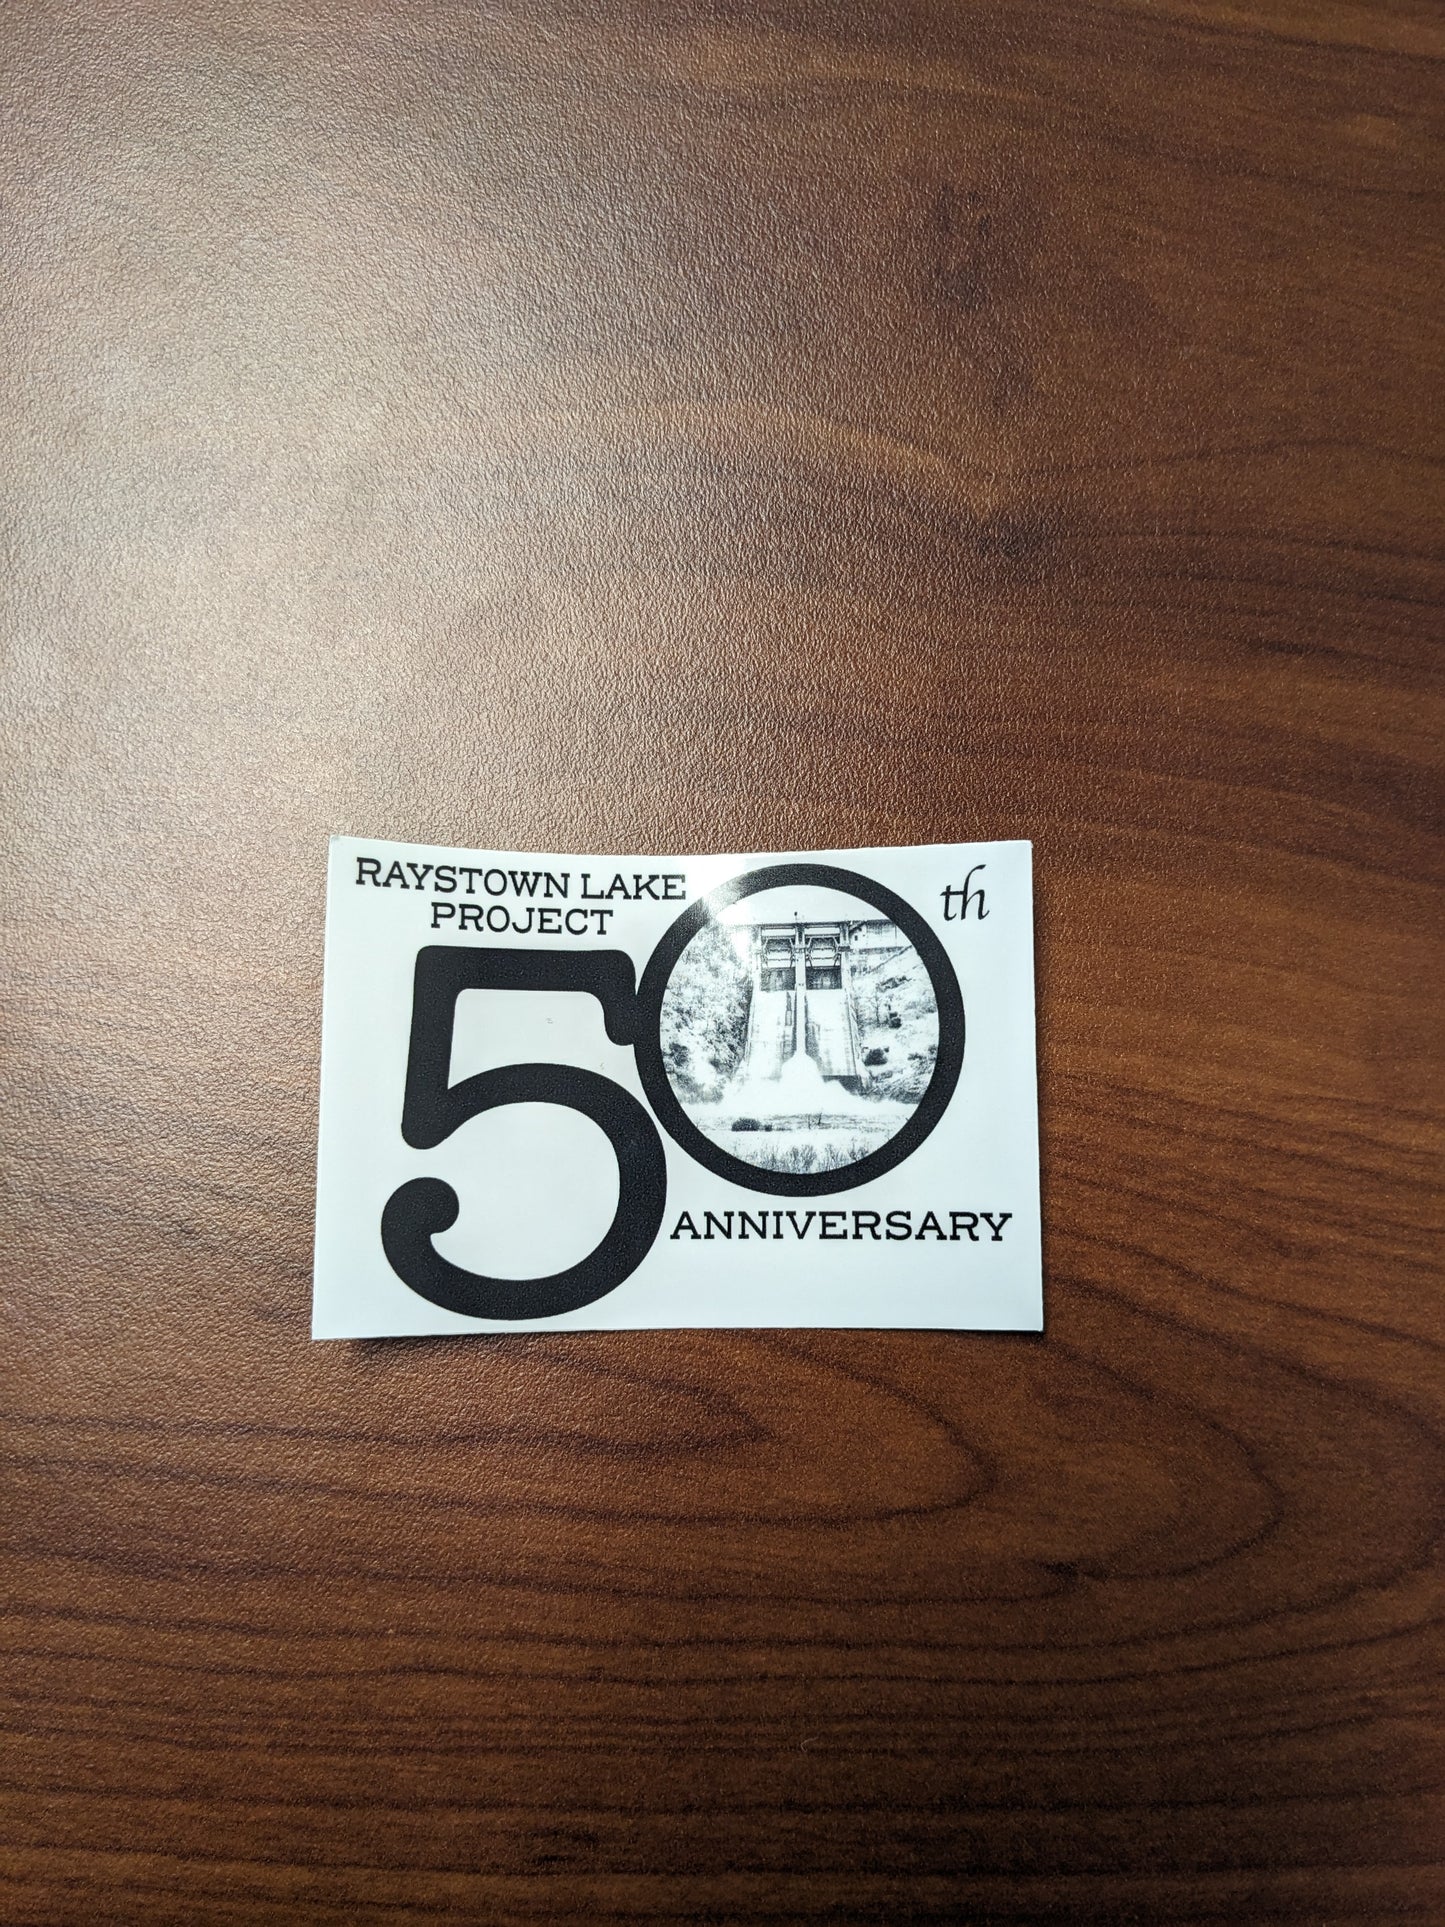 RAYSTOWN LAKE
PROJECT
50th
ANNIVERSARY